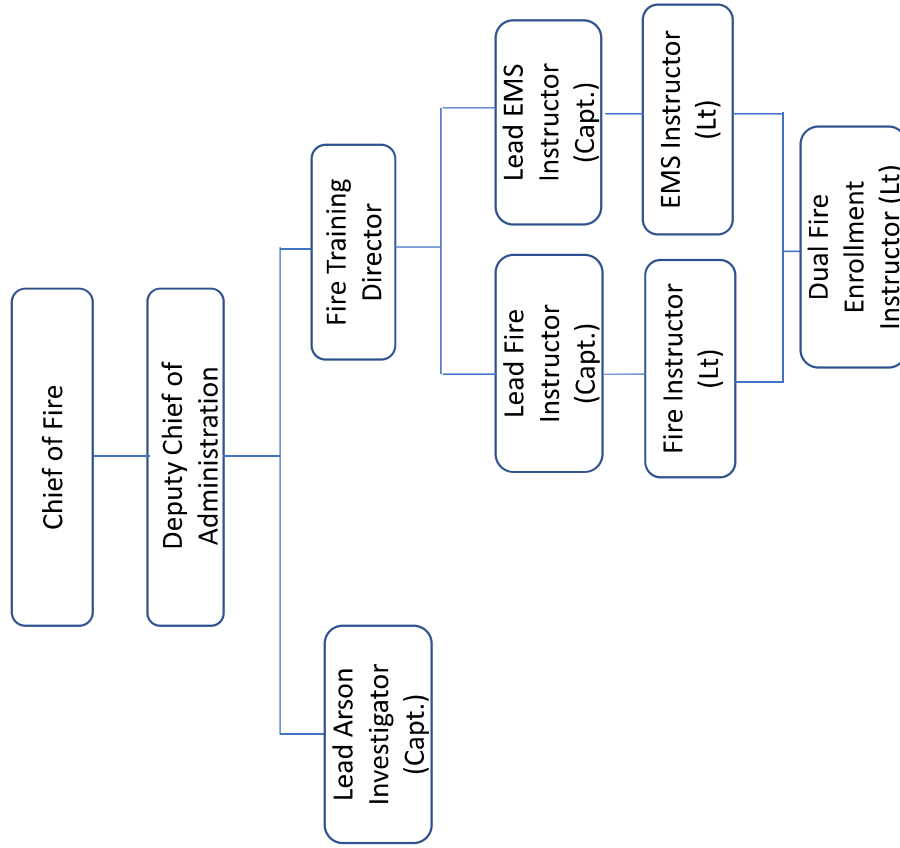 Chief of Fire
Deputy Chief of
Administration
Lead Arson
Investigator
(Capt.)
Fire Training
Director
Lead Fire
Instructor
(Capt.)
Lead EMS
Instructor
(Capt.)
Fire Instructor
(Lt)
EMS Instructor
(Lt)
Dual Fire
Enrollment
Instructor (Lt)